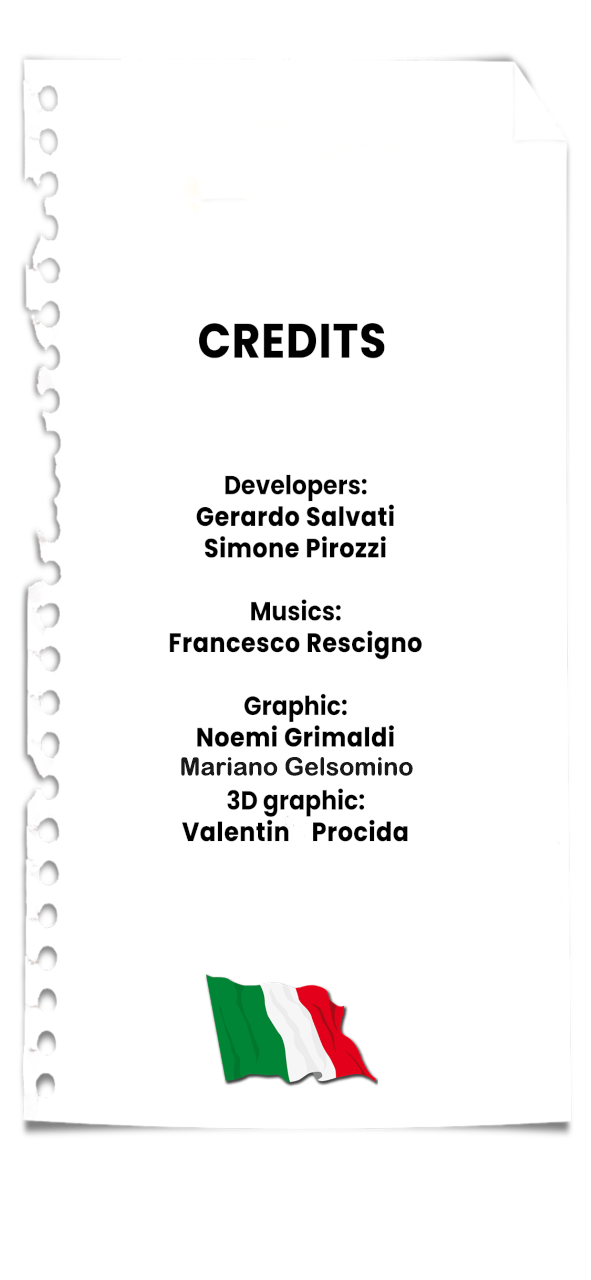 CREDITS
Developers:
Gerardo Salvati
Simone Pirozzi
Musics:
Francesco Rescigno
Graphic:
Noemi Grimaldi
Mariano Gelsomino
3D graphic:
Valentin Procida